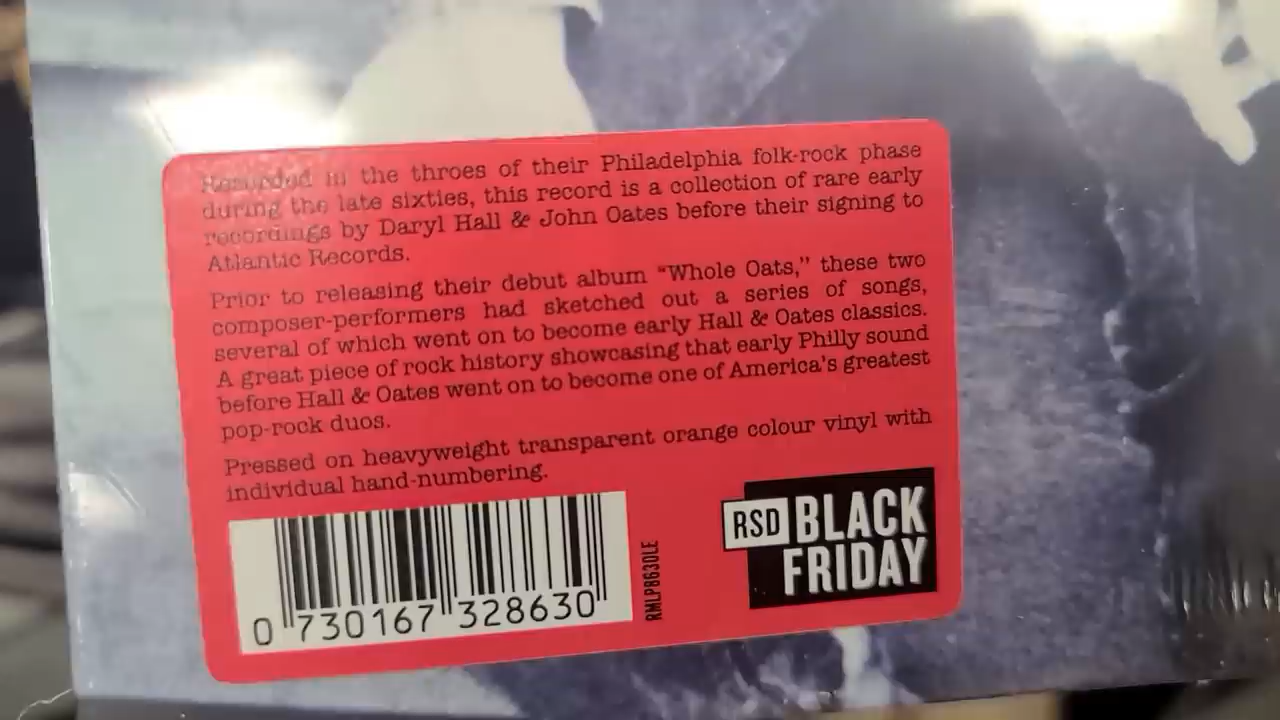 Recorded in the throes of their Philadelphia folk-rock phase
during the late sixties, this record is a collection of rare early
recordings by Daryl Hall & John Oates before their signing to
Atlantic Records.
Prior to releasing their debut album “Whole Oats,” these two
composer-performers had sketched out a series of songs,
several of which went on to become early Hall & Oates classics.
A great piece of rock history showcasing that early Philly sound
before Hall & Oates went on to become one of America's greatest
pop-rock duos.
Pressed on heavyweight transparent orange colour vinyl with
individual hand-numbering.
0 730167 328630
RMLP8630LE
RSD BLACK
FRIDAY